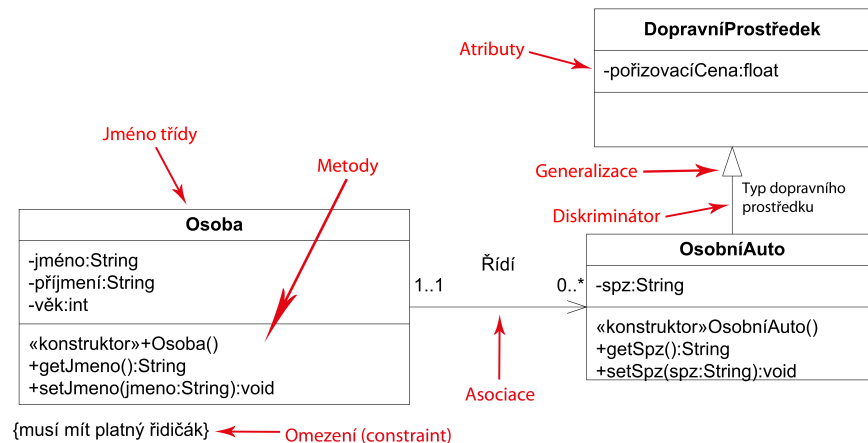 DopravníProstředek
Atributy
-pořizovacíCena:float
Jméno třídy
Metody
Generalizace
Typ dopravního
prostředku
Diskriminátor
Osoba
-jméno:String
-příjmení:String
-věk:int
«konstruktor»+Osoba()
+getJmeno():String
+setJmeno(jmeno:String):void
1..1
Řídí
0..*
Asociace
OsobníAuto
-spz:String
«konstruktor»OsobníAuto()
+getSpz():String
+setSpz(spz:String):void
{musí mít platný řidičák}
Omezení (constraint)